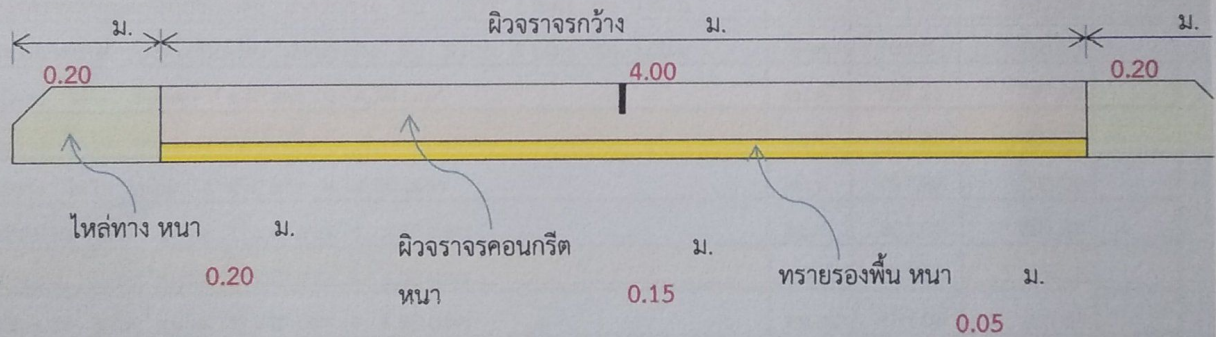 ม. ผิวจราจรกว้าง ม. ม.
0.20 4.00 0.20
ไหล่ทาง หนา ม.
0.20
ผิวจราจรคอนกรีต ม.
หนา 0.15
ทรายรองพื้น หนา ม.
0.05